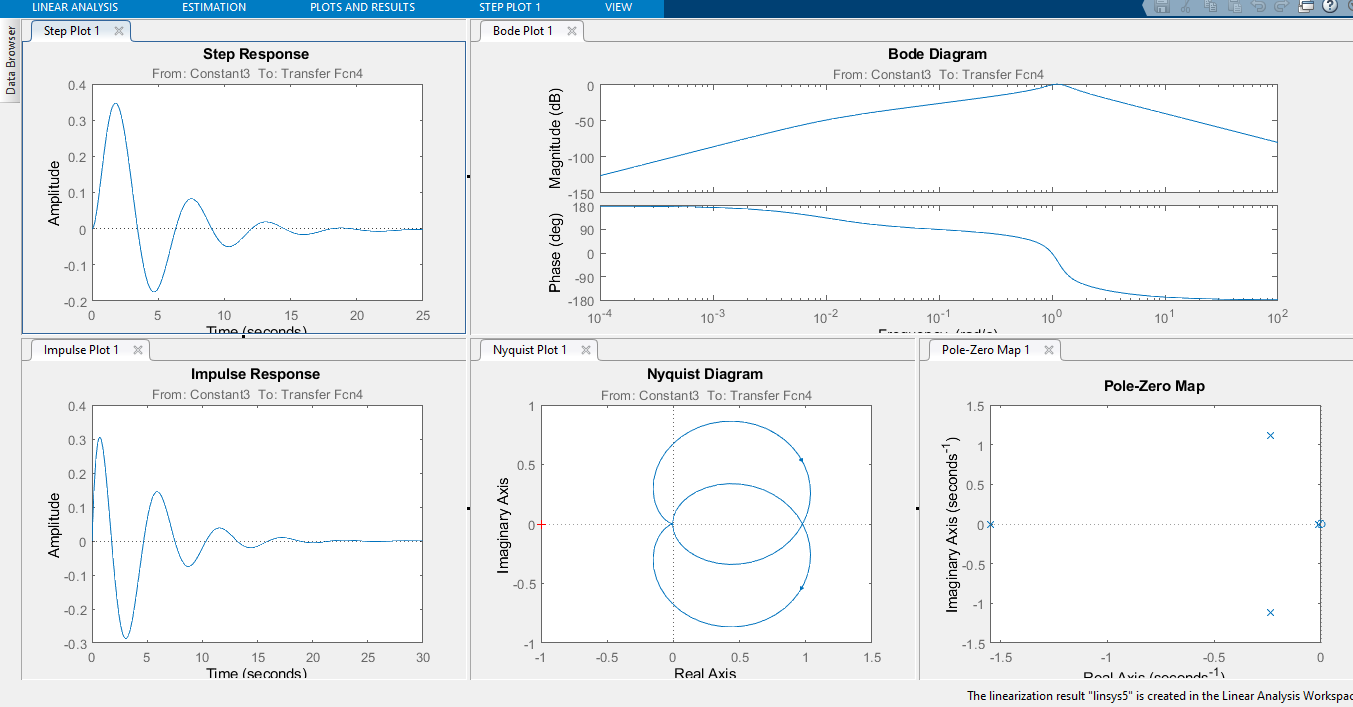 LINEAR ANALYSIS ESTIMATION PLOTS AND RESULTS STEP PLOT 1 VIEW
Data Browser
Step Plot 1
Step Response
From: Constant3 To: Transfer Fcn4
Amplitude
0.4
0.3
0.2
0.1
0
-0.1
-0.2
0 5 10 15 20 25
Time (seconds)
Bode Plot 1
Bode Diagram
From: Constant3 To: Transfer Fcn4
Magnitude (dB)
0
-50
-100
-150
Phase (deg)
180
90
0
-90
-180
10^-4 10^-3 10^-2 10^-1 10^0 10^1 10^2
Frequency (rad/s)
Impulse Plot 1
Impulse Response
From: Constant3 To: Transfer Fcn4
Amplitude
0.4
0.3
0.2
0.1
0
-0.1
-0.2
-0.3
0 5 10 15 20 25 30
Time (seconds)
Nyquist Plot 1
Nyquist Diagram
From: Constant3 To: Transfer Fcn4
Imaginary Axis
1
0.5
0
-0.5
-1
-1 -0.5 0 0.5 1 1.5
Real Axis
Pole-Zero Map 1
Pole-Zero Map
Imaginary Axis (seconds^-1)
1.5
1
0.5
0
-0.5
-1
-1.5
-1.5 -1 -0.5 0
Real Axis (seconds^-1)
The linearization result "linsys5" is created in the Linear Analysis Workspac